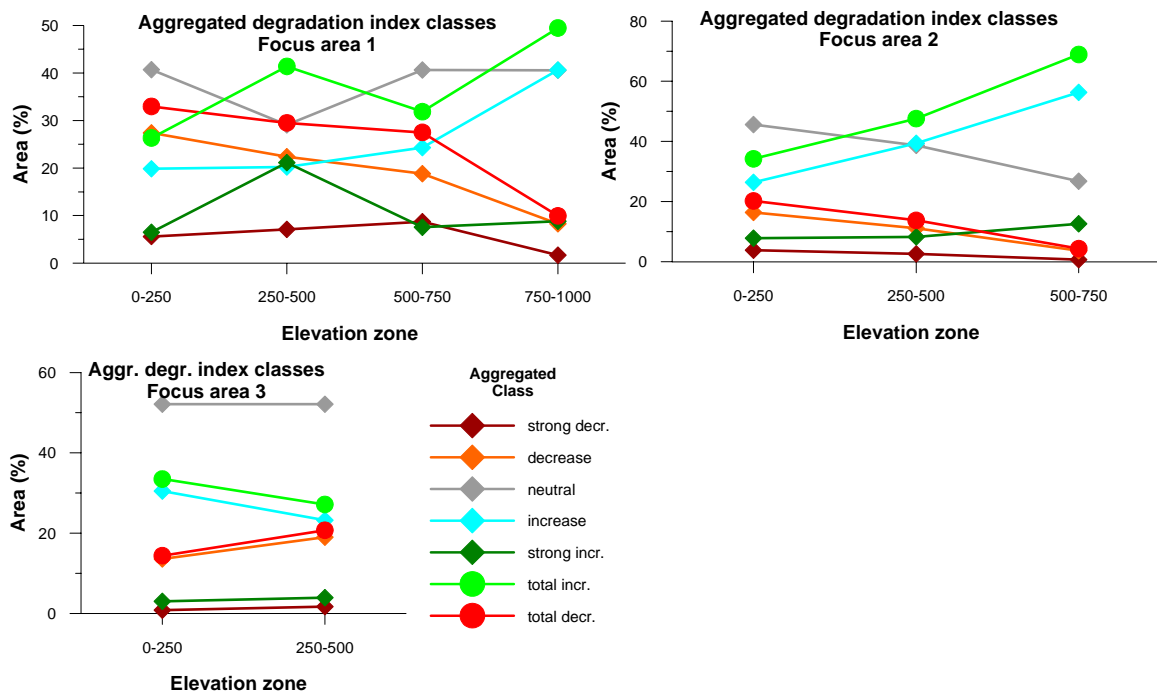 Aggregated degradation index classes
Focus area 1
Area (%)
50
40
30
20
10
0
0-250
250-500
500-750
750-1000
Elevation zone
Aggregated degradation index classes
Focus area 2
Area (%)
80
60
40
20
0
0-250
250-500
500-750
Elevation zone
Aggr. degr. index classes
Focus area 3
Area (%)
60
40
20
0
0-250
250-500
Elevation zone
Aggregated
Class
strong decr.
decrease
neutral
increase
strong incr.
total incr.
total decr.